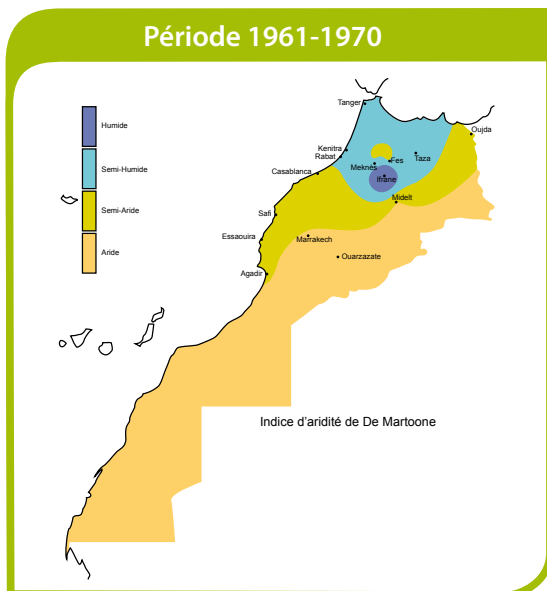 Période 1961-1970
Humide
Semi-Humide
Semi-Aride
Aride
Tanger
Oujda
Kenitra
Rabat
Fes
Taza
Meknes
Casablanca
Ifrane
Midelt
Safi
Essaouira
Marrakech
Ouarzazate
Agadir
Indice d'aridité de De Martoone